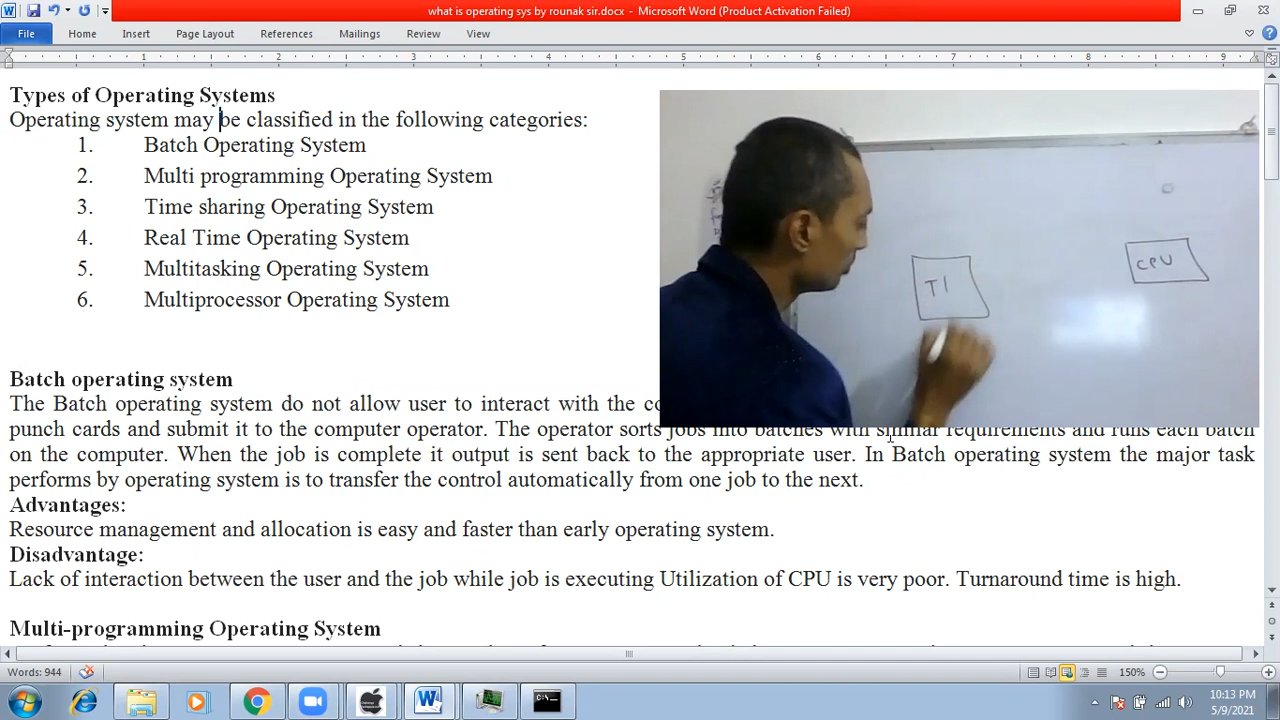 what is operating sys by rounak sir.docx - Microsoft Word (Product Activation Failed)
File Home Insert Page Layout References Mailings Review View
1 2 3 4 5 6 7 8 9
Types of Operating Systems
Operating system may be classified in the following categories:
1. Batch Operating System
2. Multi programming Operating System
3. Time sharing Operating System
4. Real Time Operating System
5. Multitasking Operating System
6. Multiprocessor Operating System
T1
CPU
Batch operating system
The Batch operating system do not allow user to interact with the
punch cards and submit it to the computer operator. The operator sorts jobs into batches with similar requirements and runs each batch
on the computer. When the job is complete it output is sent back to the appropriate user. In Batch operating system the major task
performs by operating system is to transfer the control automatically from one job to the next.
Advantages:
Resource management and allocation is easy and faster than early operating system.
Disadvantage:
Lack of interaction between the user and the job while job is executing Utilization of CPU is very poor. Turnaround time is high.
Multi-programming Operating System
Words: 944
150%
10:13 PM
5/9/2021